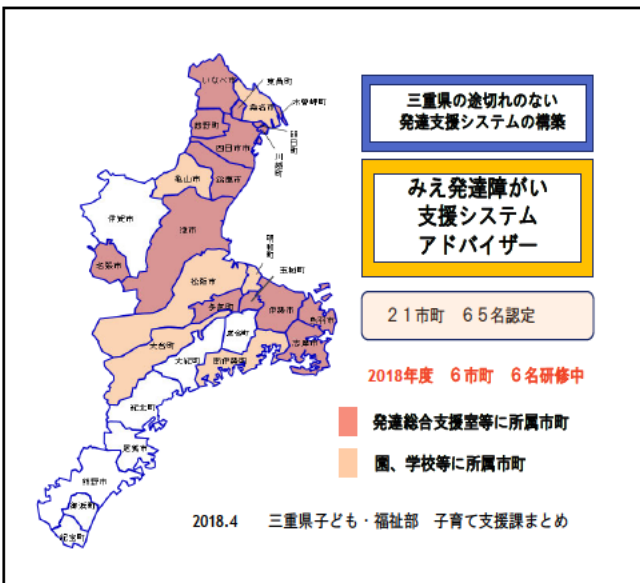 三重県の途切れのない
発達支援システムの構築
みえ発達障がい
支援システム
アドバイザー
21市町 65名認定
2018年度 6市町 6名研修中
発達総合支援室等に所属市町
園、学校等に所属市町
2018.4 三重県子ども・福祉部 子育て支援課まとめ
いなべ市
東員町
桑名市
木曽岬町
菰野町
朝日町
四日市市
川越町
亀山市
鈴鹿市
伊賀市
津市
名張市
明和町
松阪市
玉城町
多気町
伊勢市
鳥羽市
度会町
志摩市
大台町
大紀町
南伊勢町
紀北町
尾鷲市
熊野市
御浜町
紀宝町